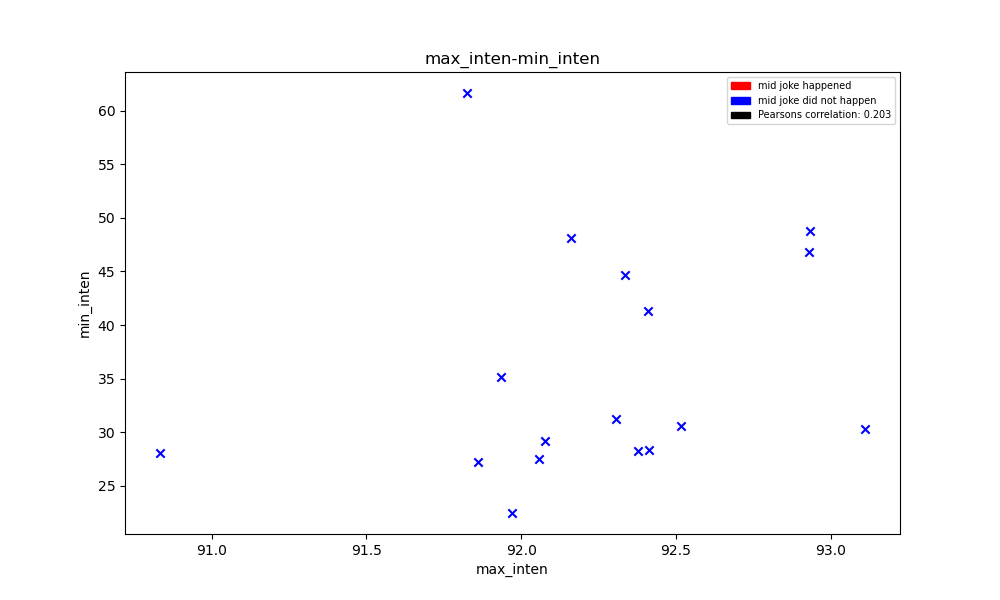 max_inten-min_inten
mid joke happened
mid joke did not happen
Pearsons correlation: 0.203
60
55
50
45
40
35
30
25
min_inten
91.0 91.5 92.0 92.5 93.0
max_inten